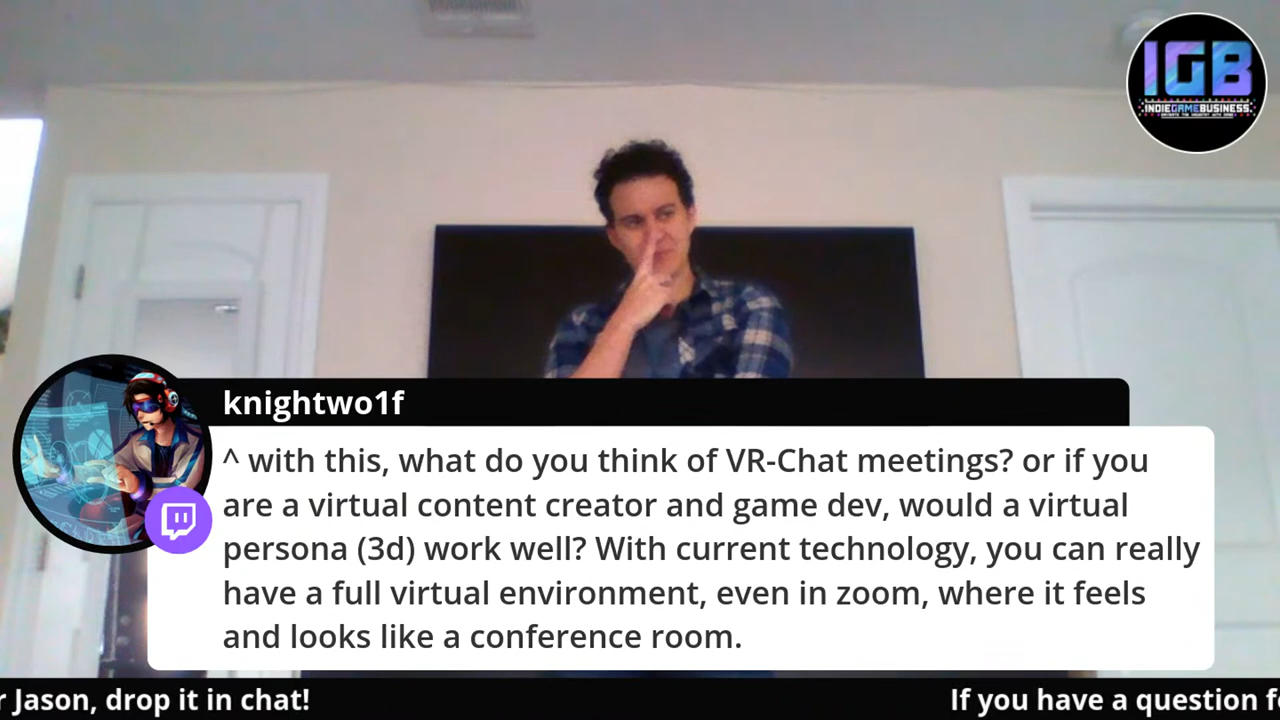 IGB
INDIEGAMEBUSINESS
knightwo1f
^ with this, what do you think of VR-Chat meetings? or if you
are a virtual content creator and game dev, would a virtual
persona (3d) work well? With current technology, you can really
have a full virtual environment, even in zoom, where it feels
and looks like a conference room.
r Jason, drop it in chat!
If you have a question fo